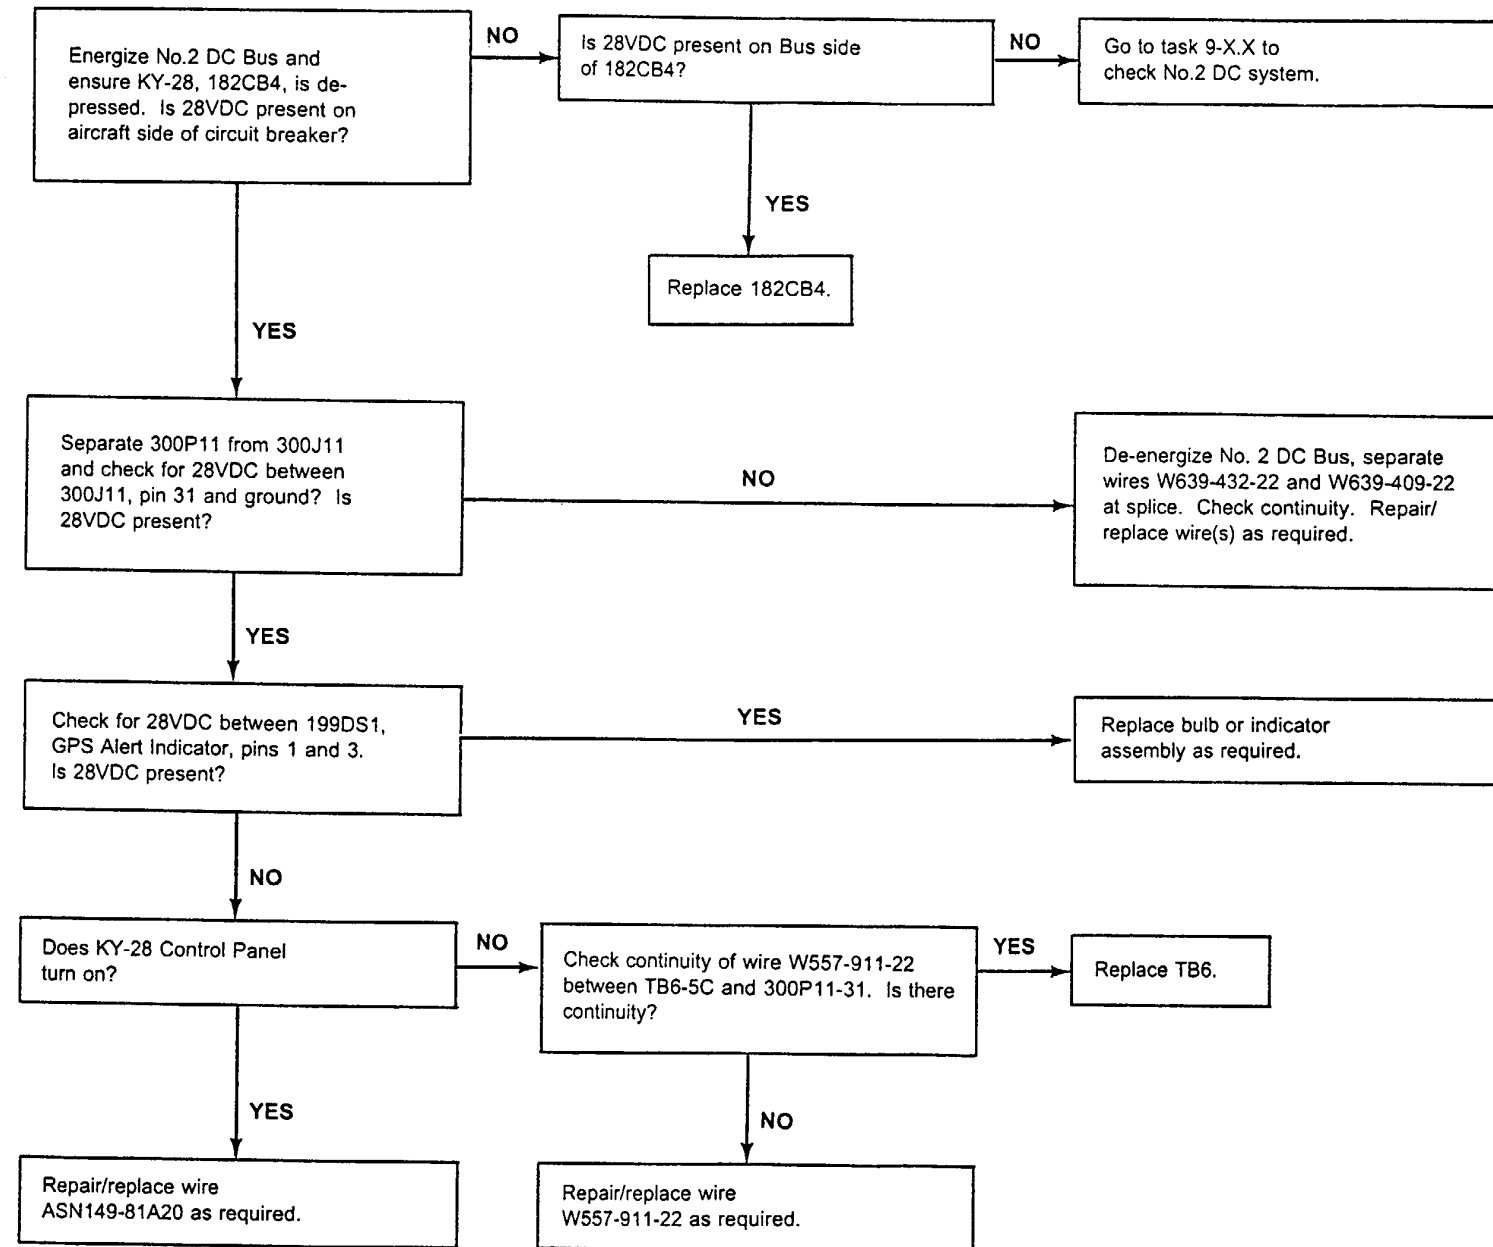 Energize No.2 DC Bus and
ensure KY-28, 182CB4, is de-
pressed. Is 28VDC present on
aircraft side of circuit breaker?
NO
Is 28VDC present on Bus side
of 182CB4?
NO
Go to task 9-X.X to
check No.2 DC system.
YES
Replace 182CB4.
YES
Separate 300P11 from 300J11
and check for 28VDC between
300J11, pin 31 and ground? Is
28VDC present?
NO
De-energize No. 2 DC Bus, separate
wires W639-432-22 and W639-409-22
at splice. Check continuity. Repair/
replace wire(s) as required.
YES
Check for 28VDC between 199DS1,
GPS Alert Indicator, pins 1 and 3.
Is 28VDC present?
YES
Replace bulb or indicator
assembly as required.
NO
Does KY-28 Control Panel
turn on?
NO
Check continuity of wire W557-911-22
between TB6-5C and 300P11-31. Is there
continuity?
YES
Replace TB6.
YES
Repair/replace wire
ASN149-81A20 as required.
NO
Repair/replace wire
W557-911-22 as required.